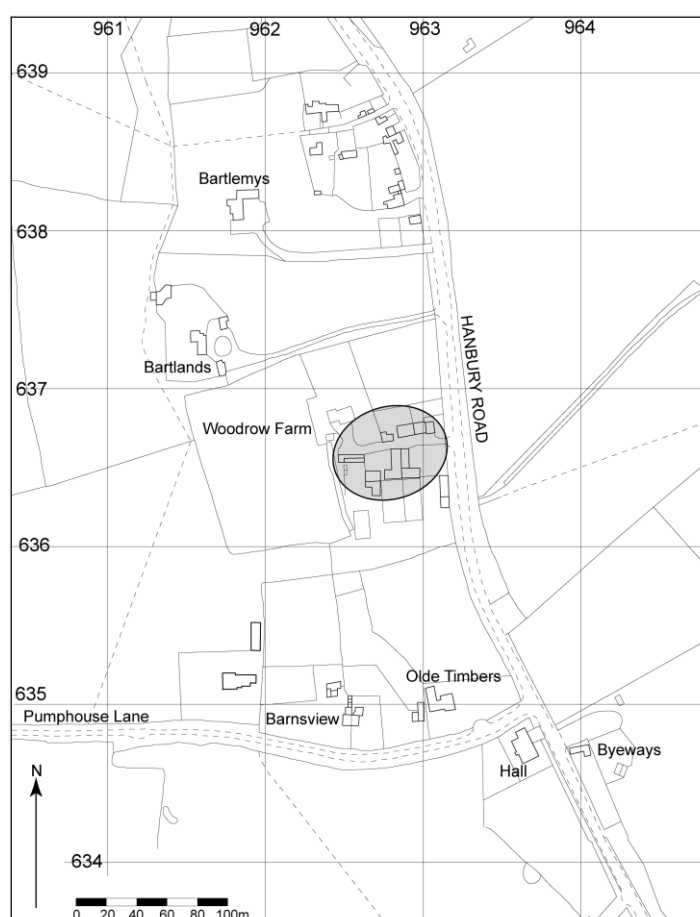 961 962 963 964
639
Bartlemys
638
HANBURY ROAD
Bartlands
637
Woodrow Farm
636
Olde Timbers
635
Pumphouse Lane
Barnsview
Byeways
Hall
N
634
0 20 40 60 80 100m